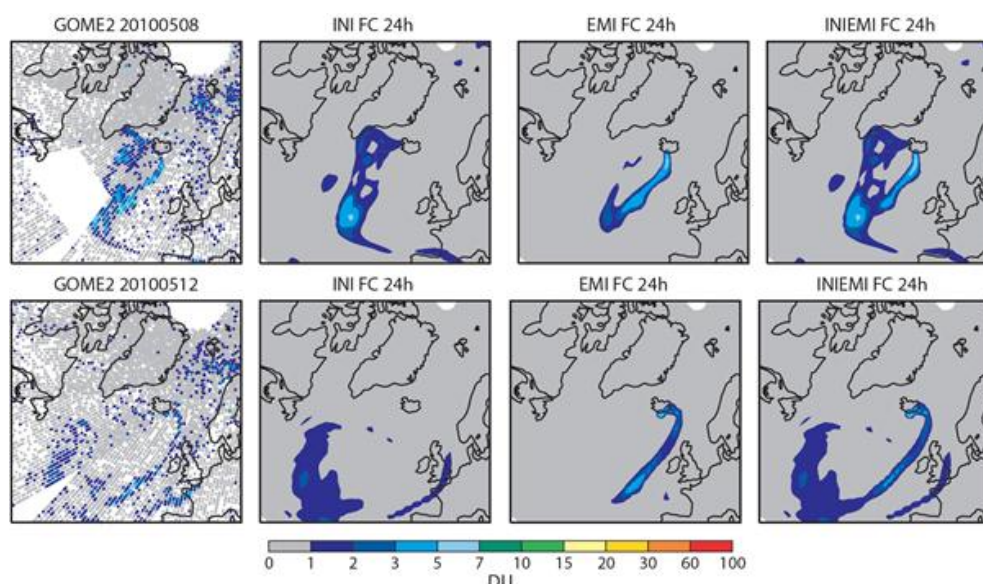 GOME2 20100508 INI FC 24h EMI FC 24h INIEMI FC 24h
GOME2 20100512 INI FC 24h EMI FC 24h INIEMI FC 24h
0 1 2 3 5 7 10 15 20 30 60 100
DU